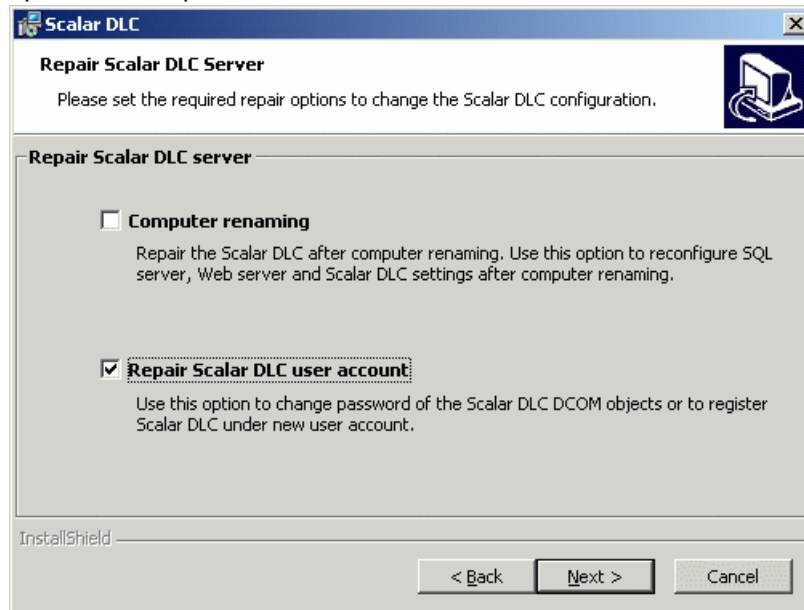 Scalar DLC
Repair Scalar DLC Server
Please set the required repair options to change the Scalar DLC configuration.
Repair Scalar DLC server
Computer renaming
Repair the Scalar DLC after computer renaming. Use this option to reconfigure SQL
server, Web server and Scalar DLC settings after computer renaming.
Repair Scalar DLC user account
Use this option to change password of the Scalar DLC DCOM objects or to register
Scalar DLC under new user account.
InstallShield
< Back Next > Cancel